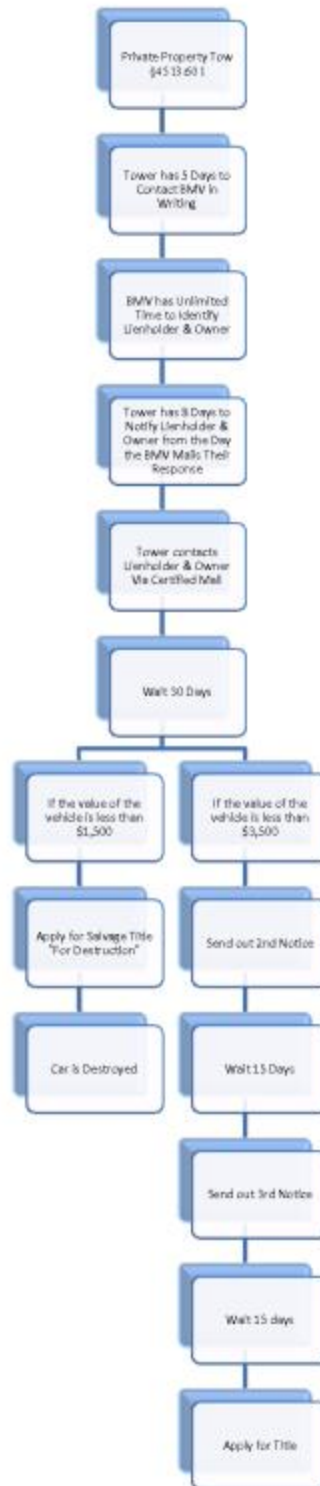 Private Property Tow
§4513.601
Tower has 5 Days to
Contact BMV in
Writing
BMV has Unlimited
Time to Identify
Lienholder & Owner
Tower has 8 Days to
Notify Lienholder &
Owner from the Day
the BMV Mails Their
Response
Tower contacts
Lienholder & Owner
Via Certified Mail
Wait 30 Days
If the value of the
vehicle is less than
$1,500
Apply for Salvage Title
"For Destruction"
Car is Destroyed
If the value of the
vehicle is less than
$3,500
Send out 2nd Notice
Wait 15 Days
Send out 3rd Notice
Wait 15 days
Apply for Title